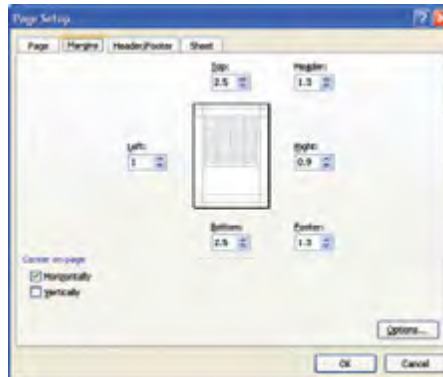 Page Setup
Page Margins Header/Footer Sheet
Top: Header:
2.5 1.3
Left: Right:
1 0.9
Bottom: Footer:
2.5 1.3
Center on page
Horizontally
Vertically
Options...
OK Cancel